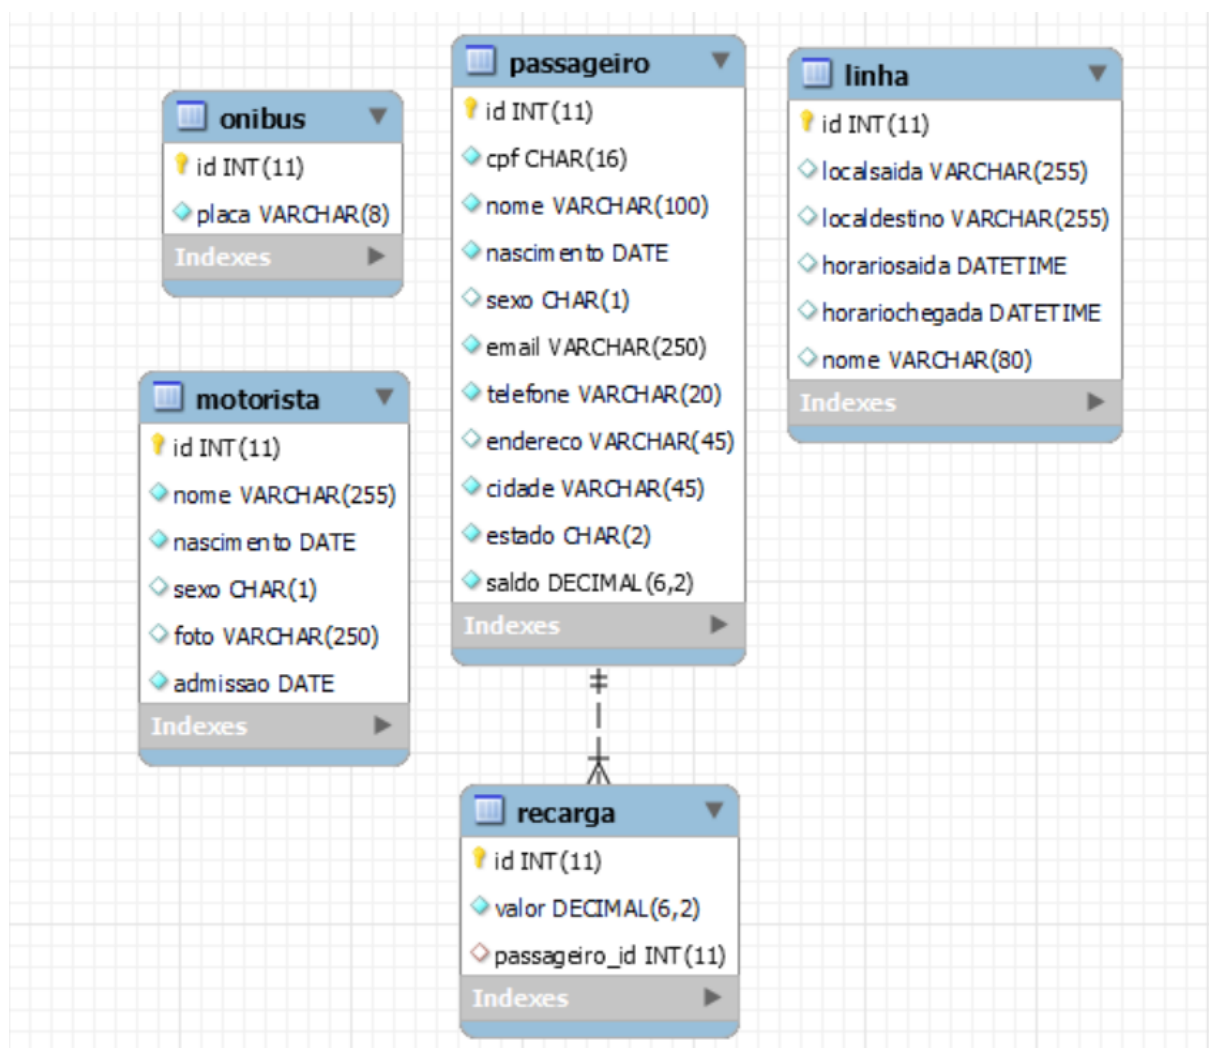 onibus
id INT(11)
placa VARCHAR(8)
Indexes
motorista
id INT(11)
nome VARCHAR(255)
nascimento DATE
sexo CHAR(1)
foto VARCHAR(250)
admissao DATE
Indexes
passageiro
id INT(11)
cpf CHAR(16)
nome VARCHAR(100)
nascimento DATE
sexo CHAR(1)
email VARCHAR(250)
telefone VARCHAR(20)
endereco VARCHAR(45)
cidade VARCHAR(45)
estado CHAR(2)
saldo DECIMAL(6,2)
Indexes
recarga
id INT(11)
valor DECIMAL(6,2)
passageiro_id INT(11)
Indexes
linha
id INT(11)
localsaida VARCHAR(255)
localdestino VARCHAR(255)
horariosaida DATETIME
horariochegada DATETIME
nome VARCHAR(80)
Indexes